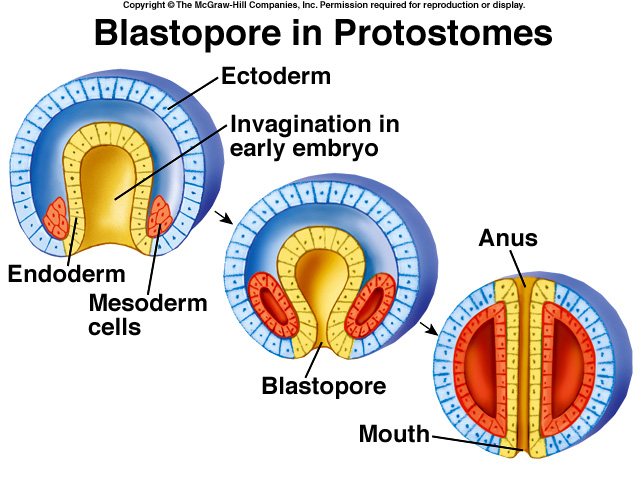 Copyright © The McGraw-Hill Companies, Inc. Permission required for reproduction or display.
Blastopore in Protostomes
Ectoderm
Invagination in
early embryo
Endoderm
Mesoderm
cells
Blastopore
Anus
Mouth